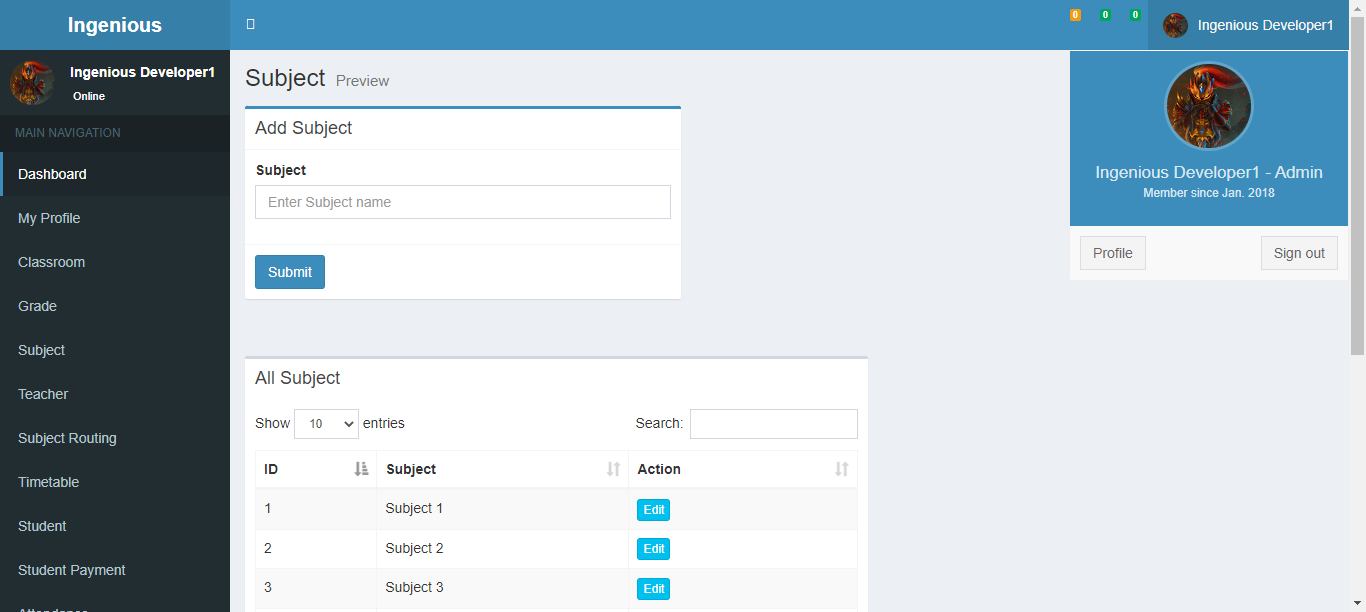 Ingenious
0
0
0
Ingenious Developer1
Ingenious Developer1
Online
MAIN NAVIGATION
Dashboard
My Profile
Classroom
Grade
Subject
Teacher
Subject Routing
Timetable
Student
Student Payment
Attendance
Subject Preview
Add Subject
Subject
Enter Subject name
Submit
Ingenious Developer1 - Admin
Member since Jan. 2018
Profile Sign out
All Subject
Show 10 entries Search:
ID Subject Action
1 Subject 1 Edit
2 Subject 2 Edit
3 Subject 3 Edit